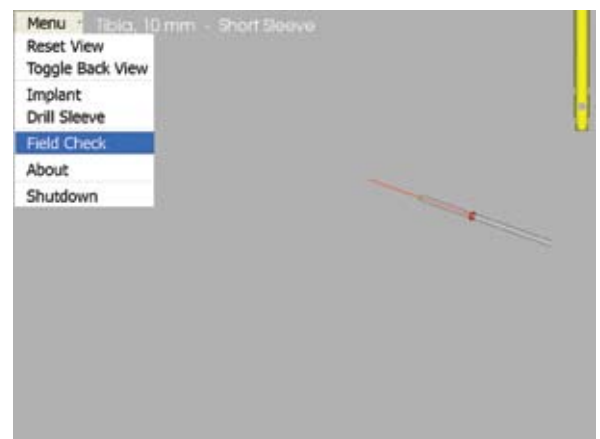 Menu Tibia, 10 mm - Short Sleeve
Reset View
Toggle Back View
Implant
Drill Sleeve
Field Check
About
Shutdown